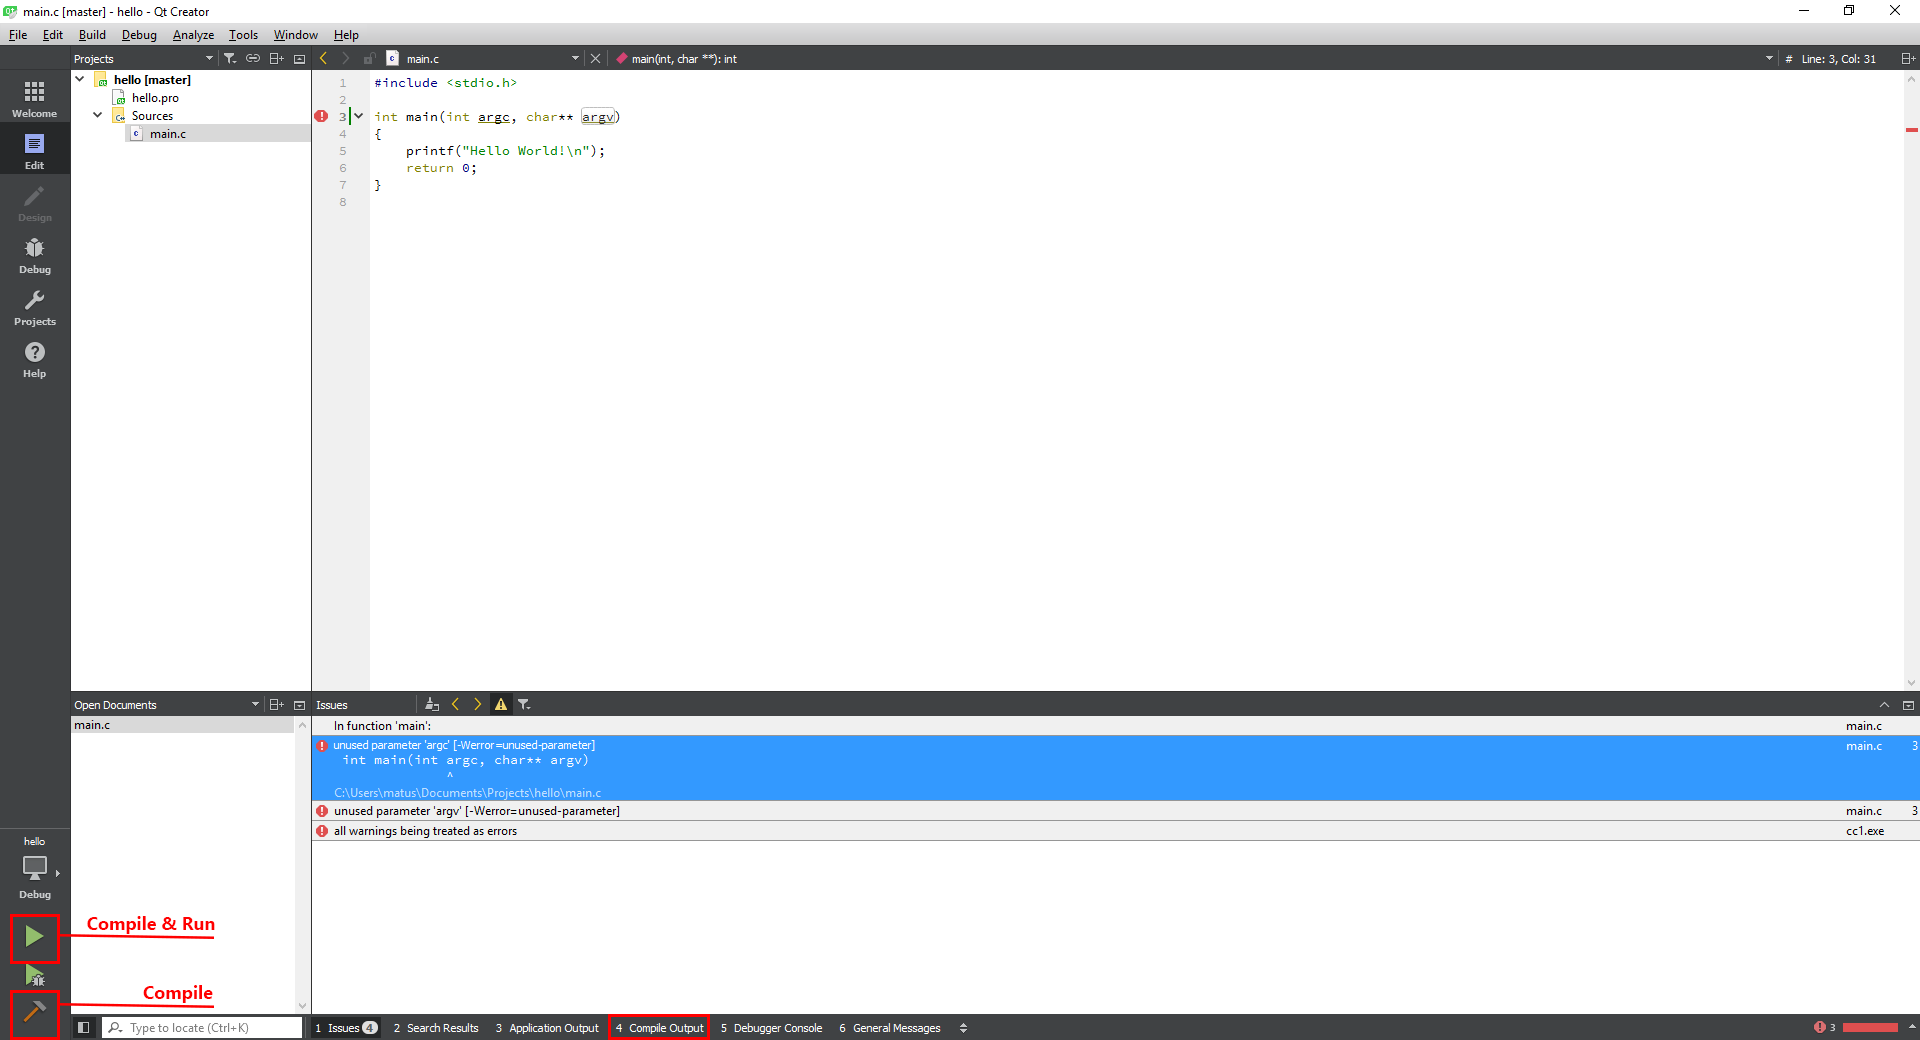 main.c [master] - hello - Qt Creator
File Edit Build Debug Analyze Tools Window Help
Projects main.c main(int, char **): int # Line: 3, Col: 31
Welcome
Edit
Design
Debug
Projects
Help
hello [master]
hello.pro
Sources
main.c
1 #include <stdio.h>
2
3 int main(int argc, char** argv)
4 {
5 printf("Hello World!\n");
6 return 0;
7 }
8
Open Documents
main.c
Issues
In function 'main': main.c
unused parameter 'argc' [-Werror=unused-parameter] main.c 3
int main(int argc, char** argv)
^
C:\Users\matus\Documents\Projects\hello\main.c
unused parameter 'argv' [-Werror=unused-parameter] main.c 3
all warnings being treated as errors cc1.exe
hello
Debug
Compile & Run
Compile
Type to locate (Ctrl+K) 1 Issues 4 2 Search Results 3 Application Output 4 Compile Output 5 Debugger Console 6 General Messages 3